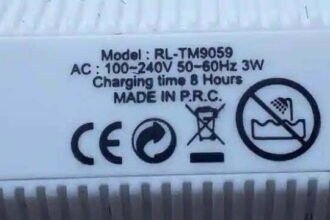 Model : RL-TM9059
AC : 100~240V 50~60Hz 3W
Charging time 8 Hours
MADE IN P.R.C.
CE